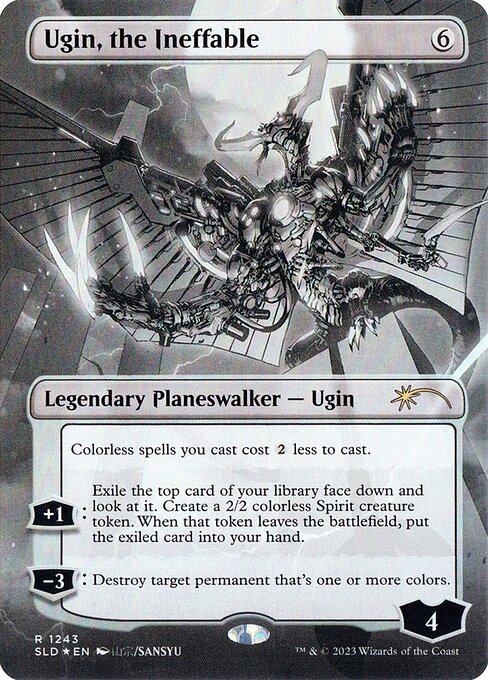 Ugin, the Ineffable 6
Legendary Planeswalker — Ugin
Colorless spells you cast cost 2 less to cast.
+1 : Exile the top card of your library face down and
look at it. Create a 2/2 colorless Spirit creature
token. When that token leaves the battlefield, put
the exiled card into your hand.
−3 : Destroy target permanent that's one or more colors.
4
R 1243
SLD ★ EN 山宗/SANSYU
™ & © 2023 Wizards of the Coast